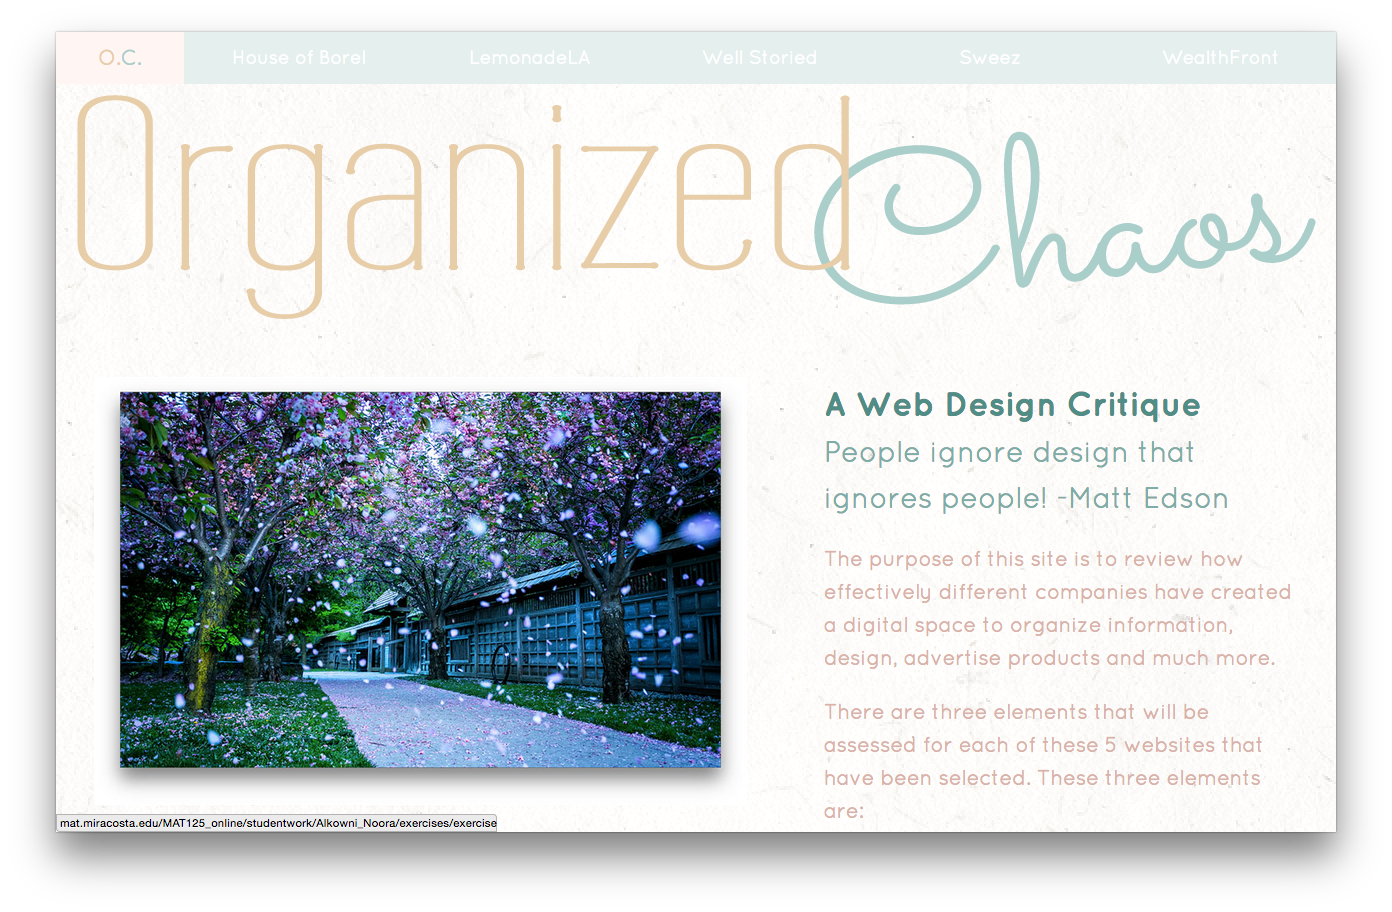 O.C. House of Borel LemonadeLA Well Storied Sweez WealthFront
Organized Chaos
A Web Design Critique
People ignore design that
ignores people! -Matt Edson
The purpose of this site is to review how
effectively different companies have created
a digital space to organize information,
design, advertise products and much more.
There are three elements that will be
assessed for each of these 5 websites that
have been selected. These three elements
are:
mat.miracosta.edu/MAT125_online/studentwork/Alkowni_Noora/exercises/exercise